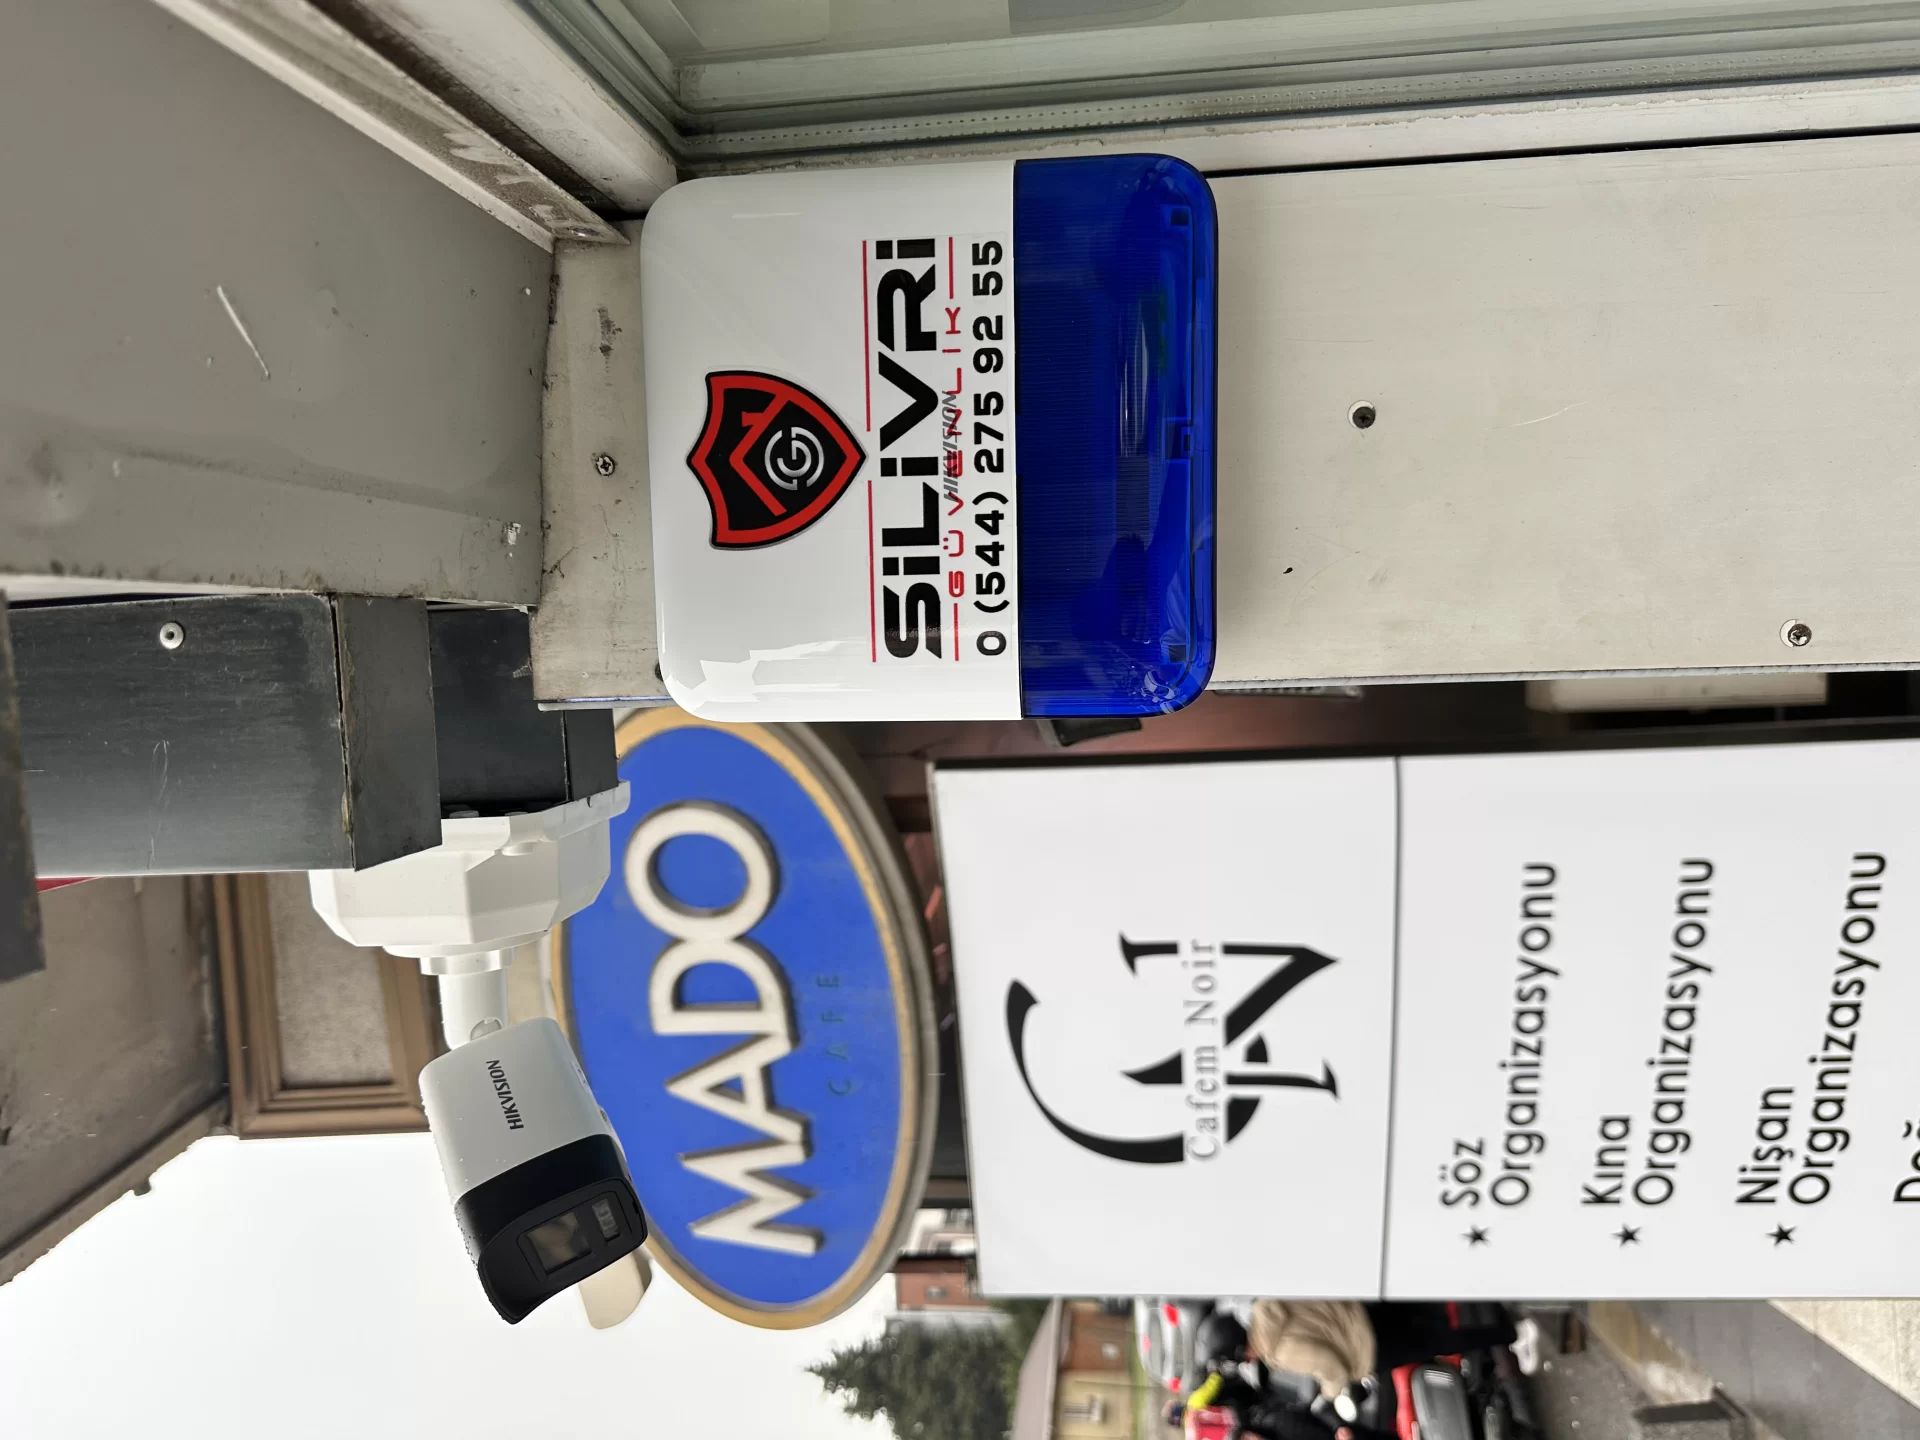 SİLİVRİ
GÜVENLİK
HIKVISION
0 (544) 275 92 55
HIKVISION
MADO
CAFE
CN
Cafem Noir
★ Söz
Organizasyonu
★ Kına
Organizasyonu
★ Nişan
Organizasyonu